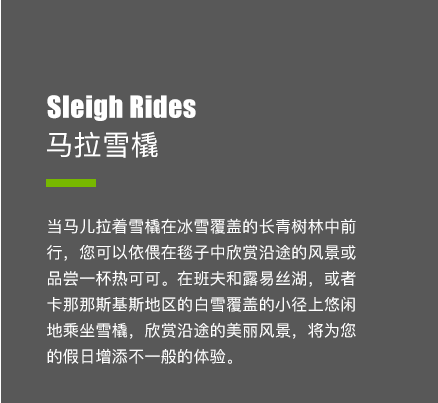 Sleigh Rides
马拉雪橇
当马儿拉着雪橇在冰雪覆盖的长青树林中前
行，您可以依偎在毯子中欣赏沿途的风景或
品尝一杯热可可。在班夫和露易丝湖，或者
卡那那斯基斯地区的白雪覆盖的小径上悠闲
地乘坐雪橇，欣赏沿途的美丽风景，将为您
的假日增添不一般的体验。